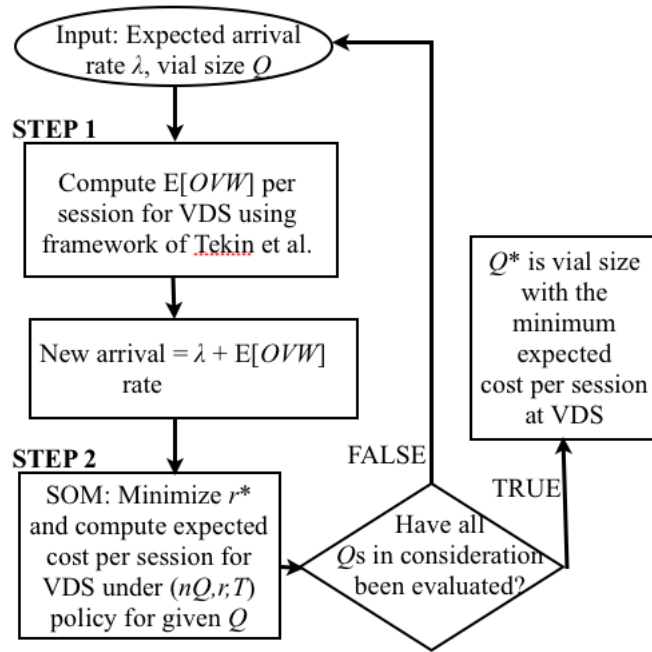 Input: Expected arrival
rate λ, vial size Q
STEP 1
Compute E[OVW] per
session for VDS using
framework of Tekin et al.
New arrival = λ + E[OVW]
rate
STEP 2
SOM: Minimize r*
and compute expected
cost per session for
VDS under (nQ,r,T)
policy for given Q
Have all
Qs in consideration
been evaluated?
FALSE
TRUE
Q* is vial size
with the
minimum
expected
cost per session
at VDS